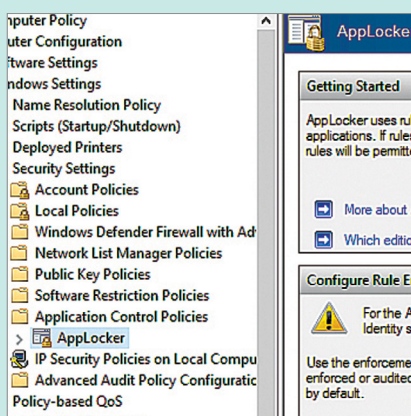 nputer Policy
uter Configuration
ftware Settings
ndows Settings
Name Resolution Policy
Scripts (Startup/Shutdown)
Deployed Printers
Security Settings
Account Policies
Local Policies
Windows Defender Firewall with Adv
Network List Manager Policies
Public Key Policies
Software Restriction Policies
Application Control Policies
AppLocker
IP Security Policies on Local Compu
Advanced Audit Policy Configuratic
Policy-based QoS
AppLocke
Getting Started
AppLocker uses ru
applications. If rules
rules will be permitte
More about
Which editio
Configure Rule E
For the A
Identity s
Use the enforceme
enforced or audited
by default.